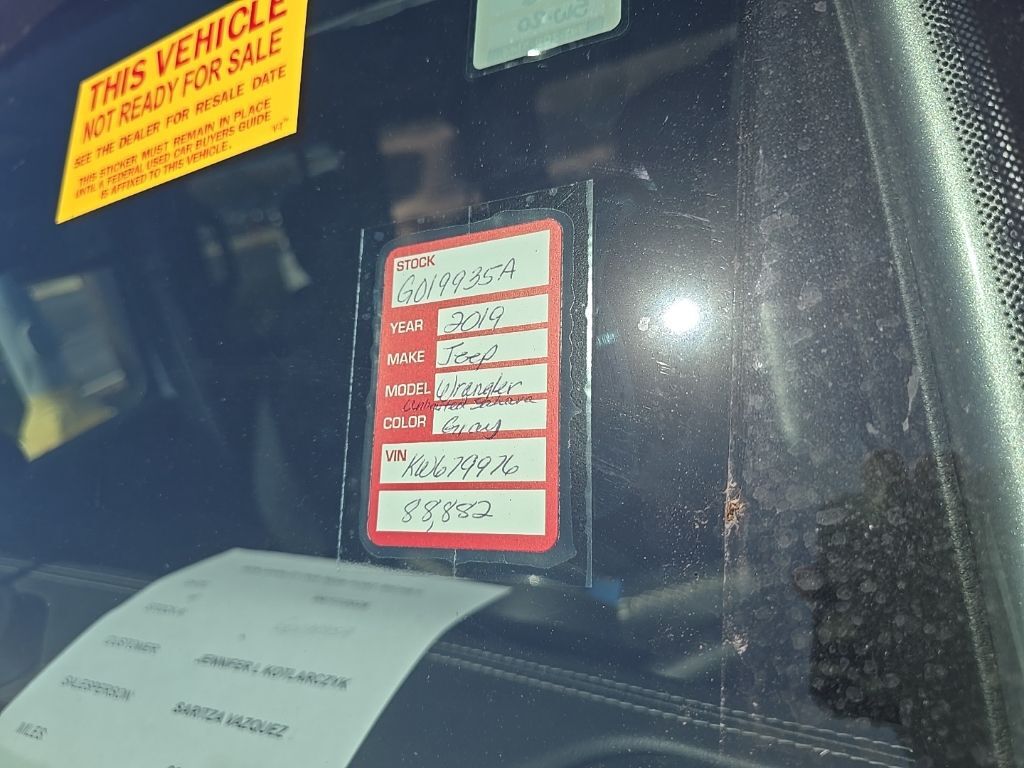 THIS VEHICLE
NOT READY FOR SALE
SEE THE DEALER FOR RESALE DATE
THIS STICKER MUST REMAIN IN PLACE
UNTIL A FEDERAL USED CAR BUYERS GUIDE
IS AFFIXED TO THIS VEHICLE.
STOCK
G019935A
YEAR 2019
MAKE Jeep
MODEL Wrangler
Unlimited Sahara
COLOR Gray
VIN KW679976
88,882
STOCK #
CUSTOMER JENNIFER L KOTLARCZYK
SALESPERSON SARITZA VAZQUEZ
MILES